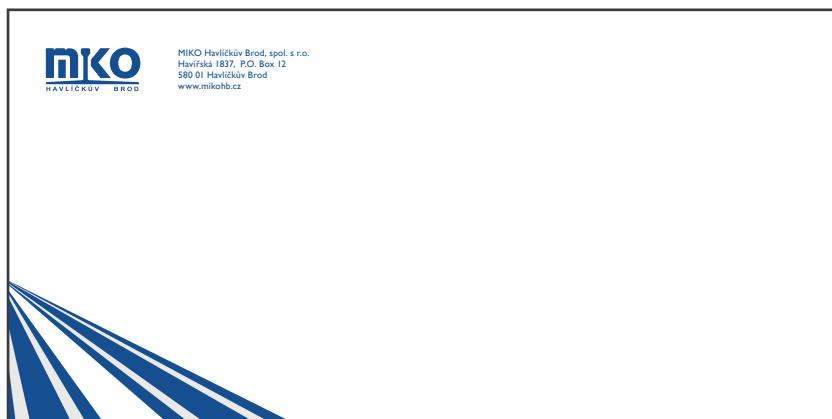 MIKO
HAVLÍČKŮV BROD
MIKO Havlíčkův Brod, spol. s r.o.
Havířská 1837, P.O. Box 12
580 01 Havlíčkův Brod
www.mikohb.cz